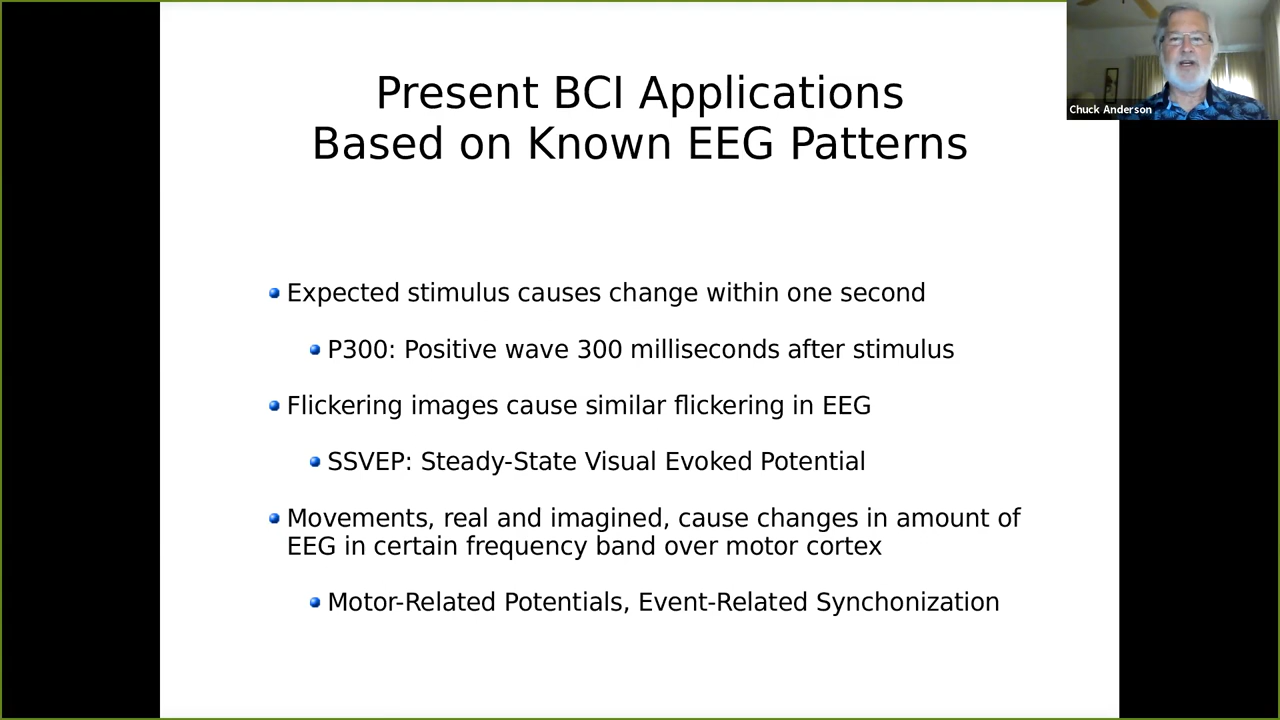 Present BCI Applications
Based on Known EEG Patterns
Chuck Anderson
Expected stimulus causes change within one second
P300: Positive wave 300 milliseconds after stimulus
Flickering images cause similar flickering in EEG
SSVEP: Steady-State Visual Evoked Potential
Movements, real and imagined, cause changes in amount of
EEG in certain frequency band over motor cortex
Motor-Related Potentials, Event-Related Synchonization